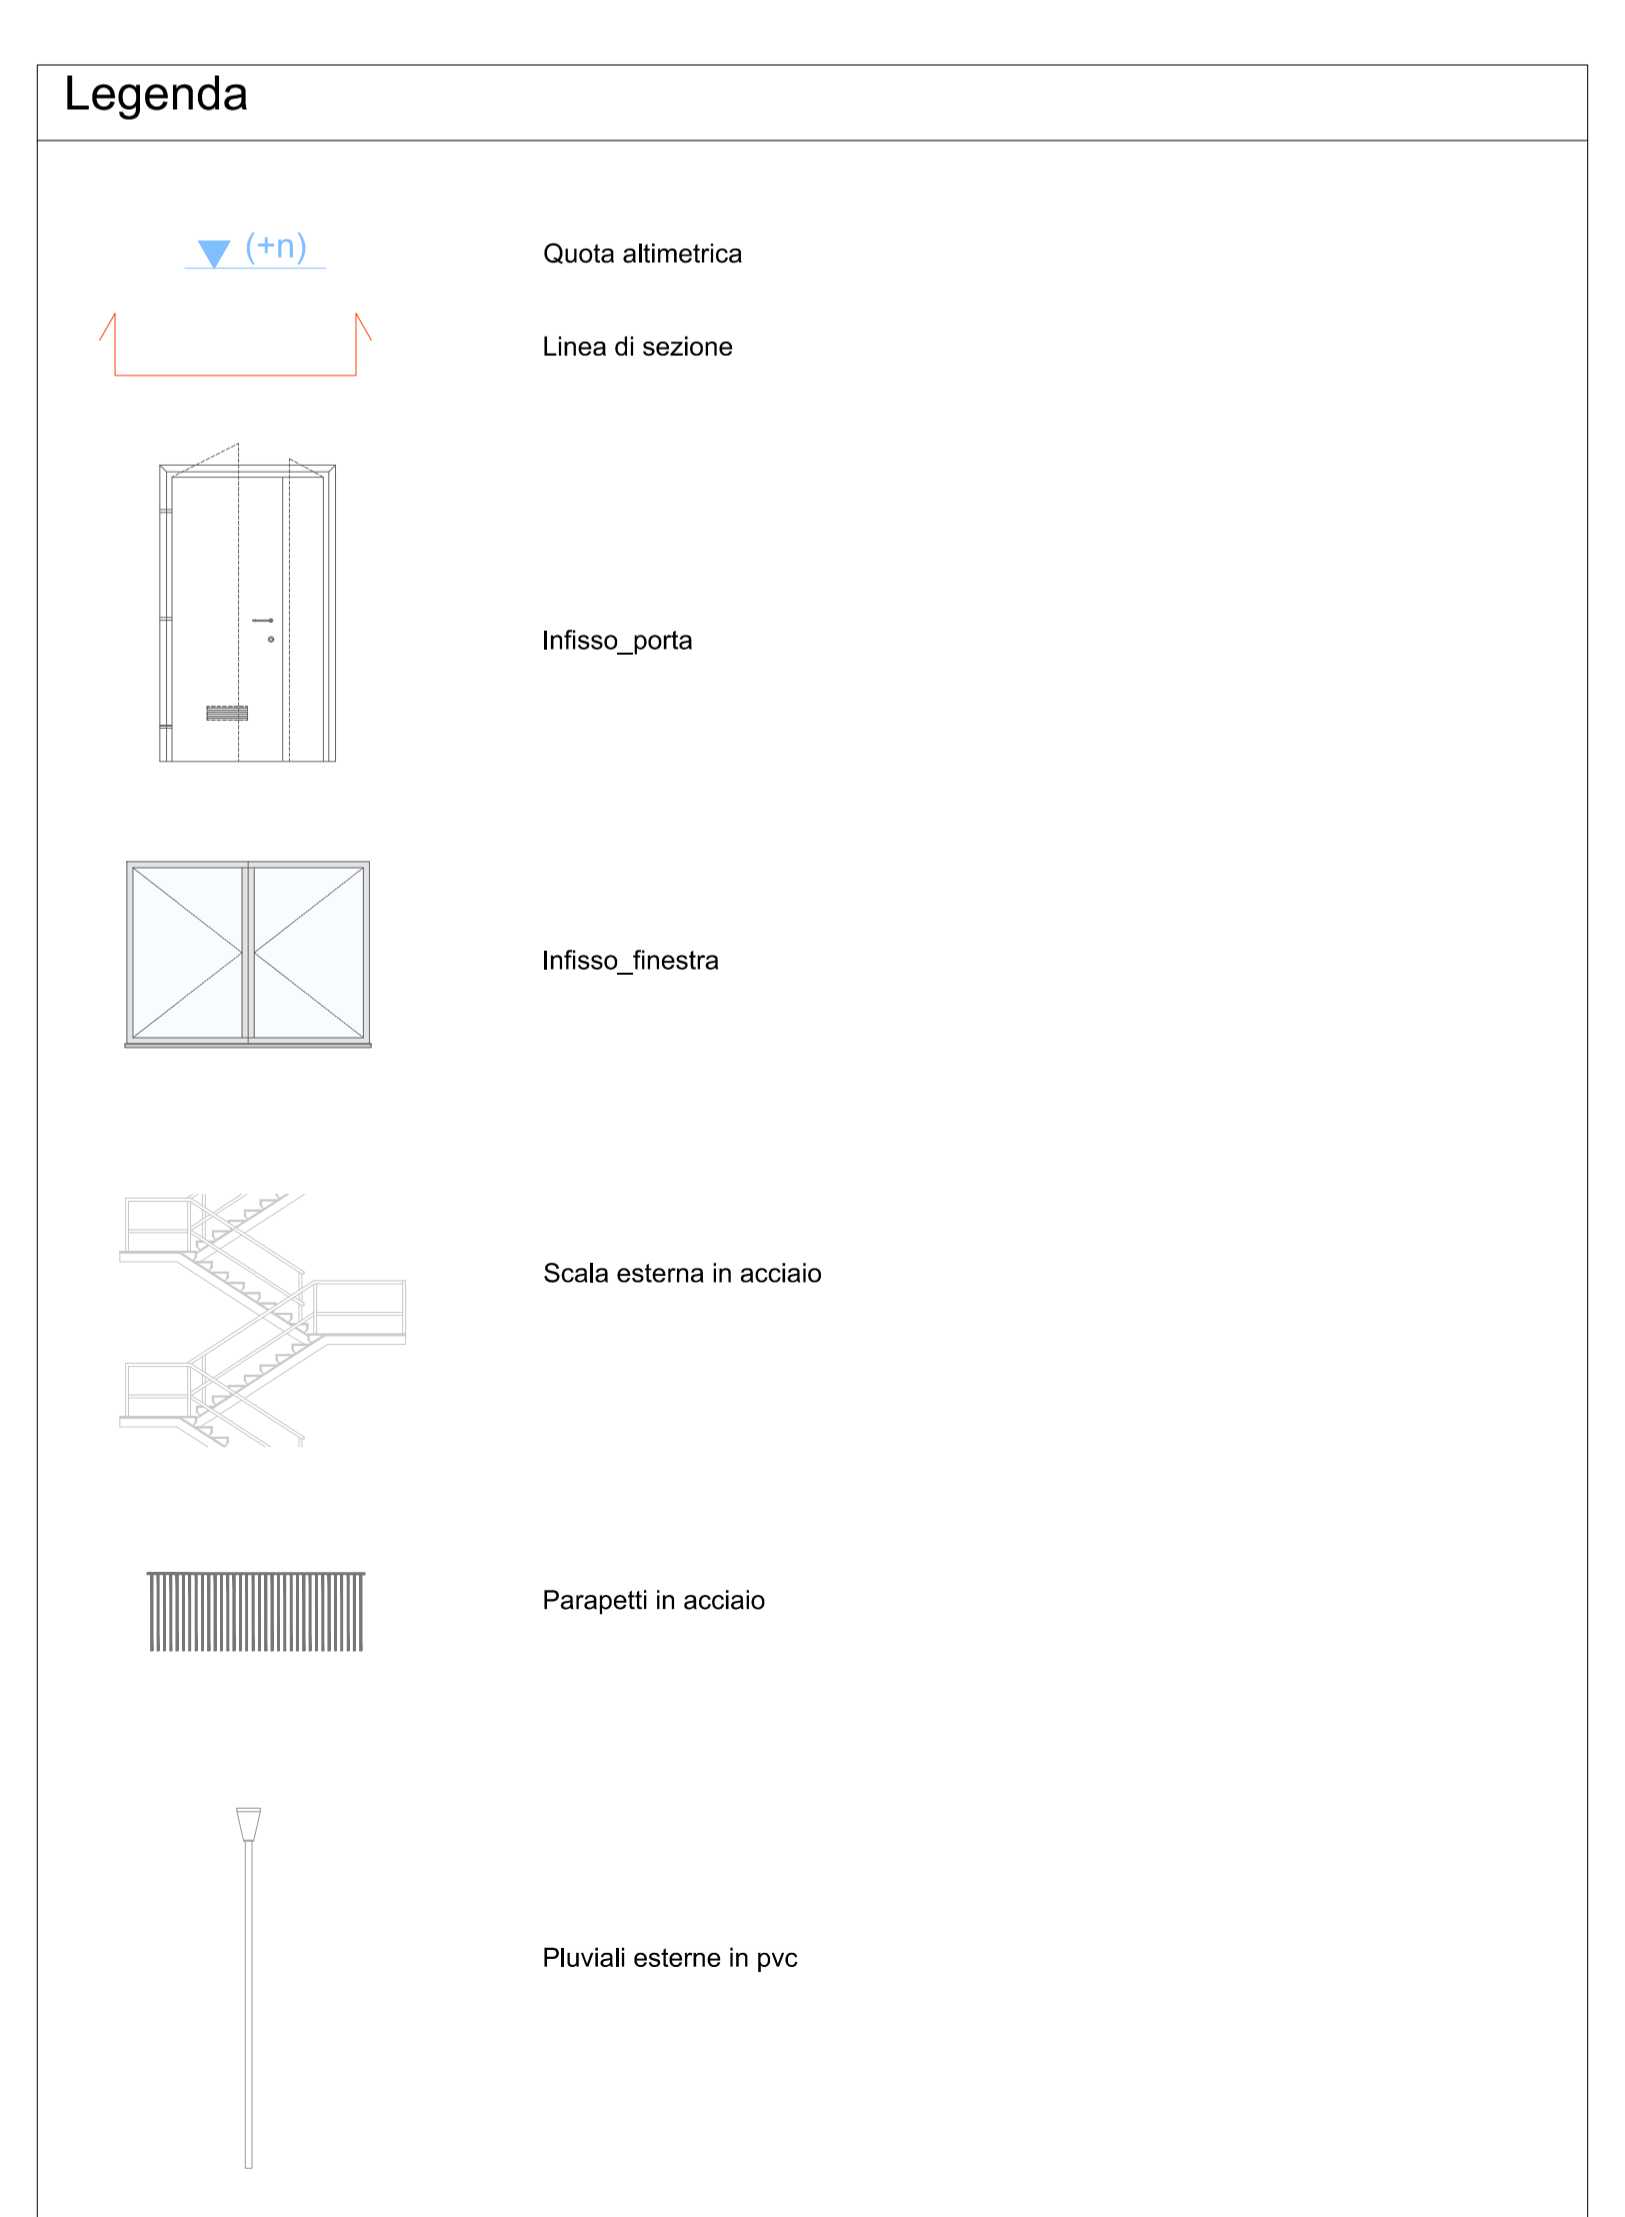 Legenda
(+n)
Quota altimetrica
Linea di sezione
Infisso_porta
Infisso_finestra
Scala esterna in acciaio
Parapetti in acciaio
Pluviali esterne in pvc